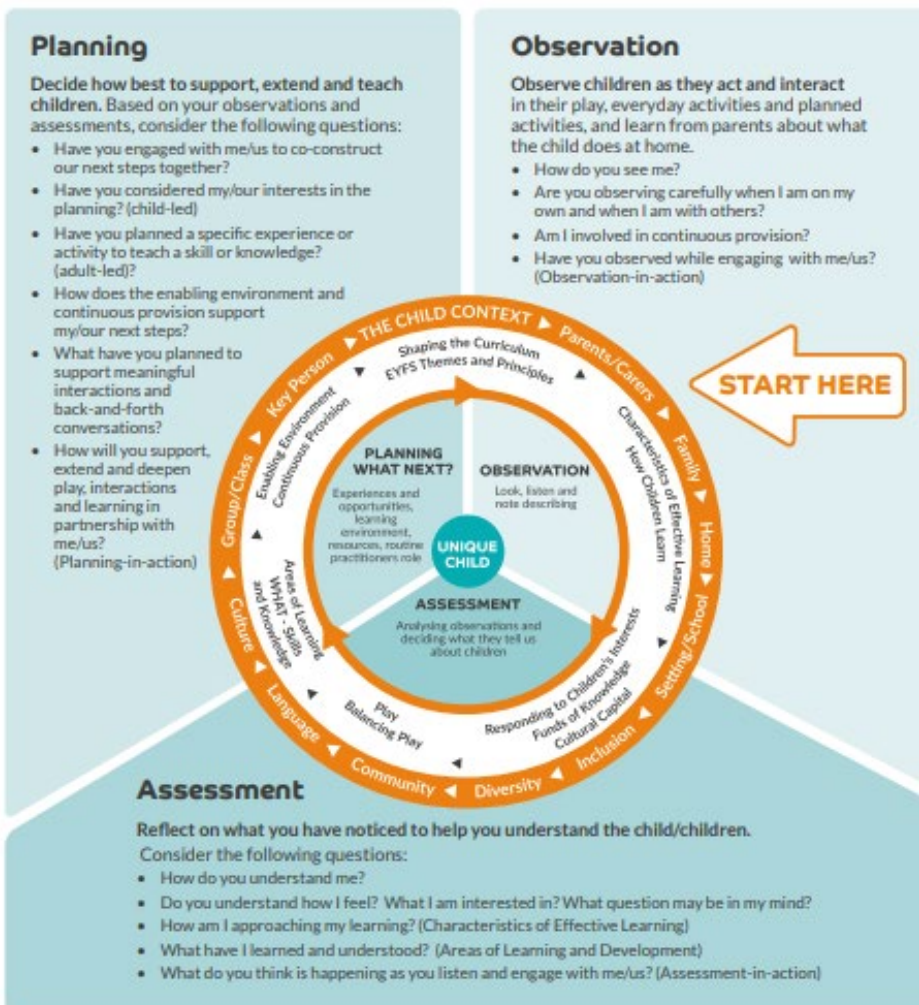 Planning
Decide how best to support, extend and teach
children. Based on your observations and
assessments, consider the following questions:
• Have you engaged with me/us to co-construct
our next steps together?
• Have you considered my/our interests in the
planning? (child-led)
• Have you planned a specific experience or
activity to teach a skill or knowledge?
(adult-led)?
• How does the enabling environment and
continuous provision support
my/our next steps?
• What have you planned to
support meaningful
interactions and
back-and-forth
conversations?
• How will you support,
extend and deepen
play, interactions
and learning in
partnership with
me/us?
(Planning-in-action)
Observation
Observe children as they act and interact
in their play, everyday activities and planned
activities, and learn from parents about what
the child does at home.
• How do you see me?
• Are you observing carefully when I am on my
own and when I am with others?
• Am I involved in continuous provision?
• Have you observed while engaging with me/us?
(Observation-in-action)
START HERE
THE CHILD CONTEXT
Parents/Carers
Family
Home
Setting/School
Inclusion
Diversity
Community
Language
Culture
Group/Class
Key Person
Shaping the Curriculum
EYFS Themes and Principles
Characteristics of Effective Learning
How Children Learn
Responding to Children's Interests
Funds of Knowledge
Cultural Capital
Play
Balancing Play
Areas of Learning
WHAT - Skills
and Knowledge
Enabling Environment
Continuous Provision
PLANNING
WHAT NEXT?
Experiences and
opportunities,
learning
environment,
resources, routine
practitioners role
OBSERVATION
Look, listen and
note describing
UNIQUE
CHILD
ASSESSMENT
Analysing observations and
deciding what they tell us
about children
Assessment
Reflect on what you have noticed to help you understand the child/children.
Consider the following questions:
• How do you understand me?
• Do you understand how I feel? What I am interested in? What question may be in my mind?
• How am I approaching my learning? (Characteristics of Effective Learning)
• What have I learned and understood? (Areas of Learning and Development)
• What do you think is happening as you listen and engage with me/us? (Assessment-in-action)